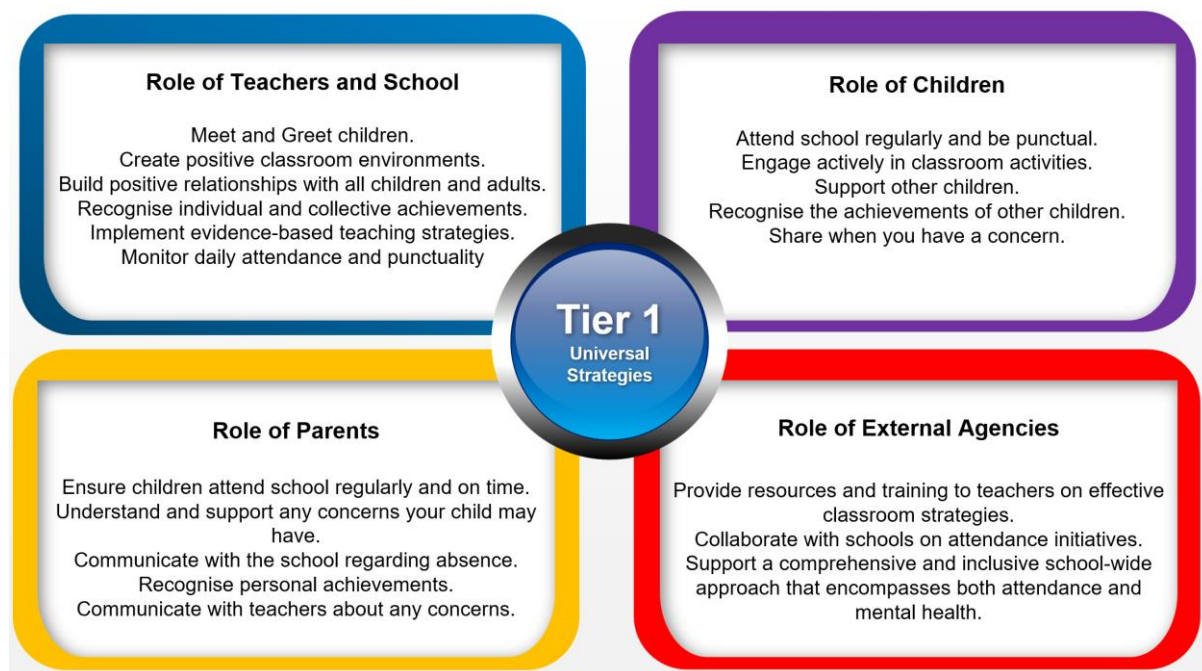 Role of Teachers and School
Meet and Greet children.
Create positive classroom environments.
Build positive relationships with all children and adults.
Recognise individual and collective achievements.
Implement evidence-based teaching strategies.
Monitor daily attendance and punctuality
Role of Children
Attend school regularly and be punctual.
Engage actively in classroom activities.
Support other children.
Recognise the achievements of other children.
Share when you have a concern.
Tier 1
Universal
Strategies
Role of Parents
Ensure children attend school regularly and on time.
Understand and support any concerns your child may
have.
Communicate with the school regarding absence.
Recognise personal achievements.
Communicate with teachers about any concerns.
Role of External Agencies
Provide resources and training to teachers on effective
classroom strategies.
Collaborate with schools on attendance initiatives.
Support a comprehensive and inclusive school-wide
approach that encompasses both attendance and
mental health.